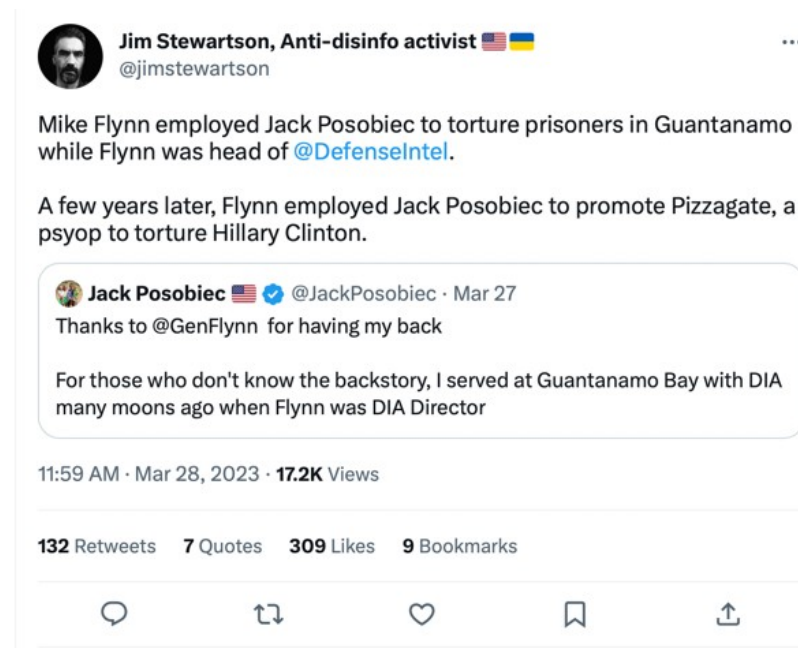 Jim Stewartson, Anti-disinfo activist 🇺🇸🇺🇦
@jimstewartson
Mike Flynn employed Jack Posobiec to torture prisoners in Guantanamo
while Flynn was head of @DefenseIntel.
A few years later, Flynn employed Jack Posobiec to promote Pizzagate, a
psyop to torture Hillary Clinton.
Jack Posobiec 🇺🇸 @JackPosobiec · Mar 27
Thanks to @GenFlynn for having my back
For those who don't know the backstory, I served at Guantanamo Bay with DIA
many moons ago when Flynn was DIA Director
11:59 AM · Mar 28, 2023 · 17.2K Views
132 Retweets 7 Quotes 309 Likes 9 Bookmarks